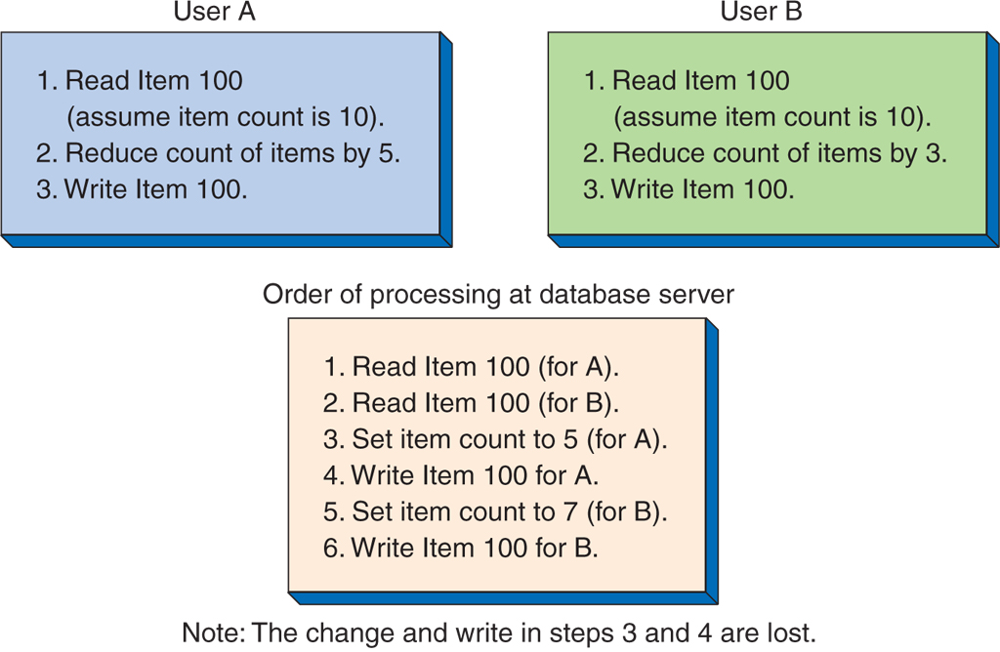 User A
1. Read Item 100
(assume item count is 10).
2. Reduce count of items by 5.
3. Write Item 100.
User B
1. Read Item 100
(assume item count is 10).
2. Reduce count of items by 3.
3. Write Item 100.
Order of processing at database server
1. Read Item 100 (for A).
2. Read Item 100 (for B).
3. Set item count to 5 (for A).
4. Write Item 100 for A.
5. Set item count to 7 (for B).
6. Write Item 100 for B.
Note: The change and write in steps 3 and 4 are lost.